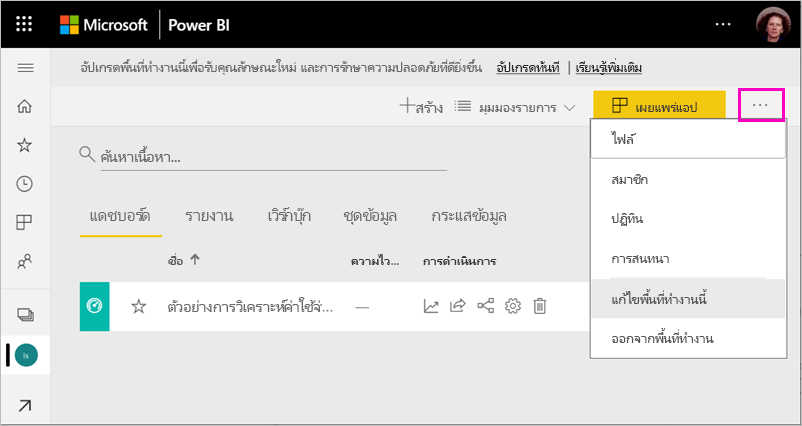 Microsoft Power BI
อัปเกรดพื้นที่ทำงานนี้เพื่อรับคุณลักษณะใหม่ และการรักษาความปลอดภัยที่ดียิ่งขึ้น อัปเกรดทันที | เรียนรู้เพิ่มเติม
สร้าง มุมมองรายการ เผยแพร่แอป
ไฟล์
ค้นหาเนื้อหา...
สมาชิก
แดชบอร์ด รายงาน เวิร์กบุ๊ก ชุดข้อมูล กระแสข้อมูล
ปฏิทิน
ชื่อ ความไว... การดำเนินการ
การสนทนา
ตัวอย่างการวิเคราะห์ค่าใช้จ่... —
แก้ไขพื้นที่ทำงานนี้
ออกจากพื้นที่ทำงาน
Is